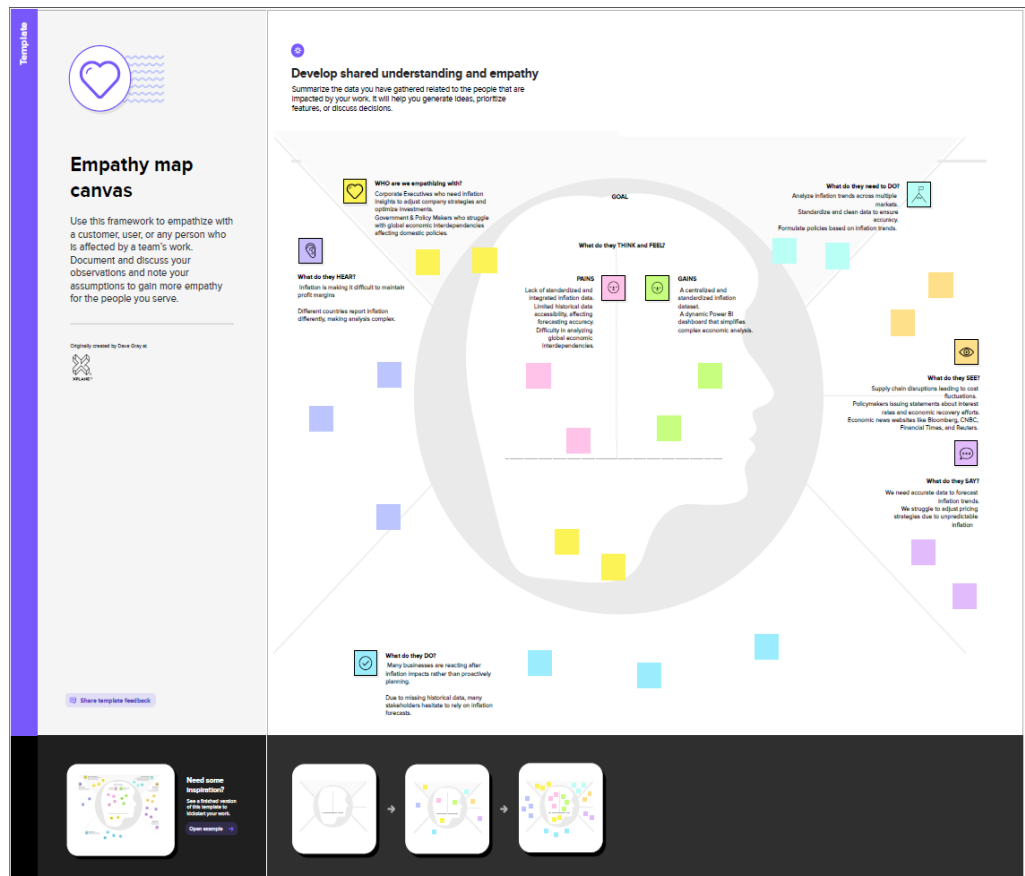 Template
Empathy map
canvas
Use this framework to empathize with
a customer, user, or any person who
is affected by a team's work.
Document and discuss your
observations and note your
assumptions to gain more empathy
for the people you serve.
Originally created by Dave Gray at
XPLANE
Share template feedback
Develop shared understanding and empathy
Summarize the data you have gathered related to the people that are
impacted by your work. It will help you generate ideas, prioritize
features, or discuss decisions.
WHO are we empathizing with?
Corporate Executives who need inflation
insights to adjust company strategies and
optimize investments.
Government & Policy Makers who struggle
with global economic interdependencies
affecting domestic policies.
GOAL
What do they need to DO?
Analyze inflation trends across multiple
markets.
Standardize and clean data to ensure
accuracy.
Formulate policies based on inflation trends.
What do they HEAR?
Inflation is making it difficult to maintain
profit margins
Different countries report inflation
differently, making analysis complex.
What do they THINK and FEEL?
PAINS
Lack of standardized and
integrated inflation data.
Limited historical data
accessibility, affecting
forecasting accuracy.
Difficulty in analyzing
global economic
interdependencies.
GAINS
A centralized and
standardized inflation
dataset.
A dynamic Power BI
dashboard that simplifies
complex economic analysis.
What do they SEE?
Supply chain disruptions leading to cost
fluctuations.
Policymakers issuing statements about interest
rates and economic recovery efforts.
Economic news websites like Bloomberg, CNBC,
Financial Times, and Reuters.
What do they SAY?
We need accurate data to forecast
inflation trends.
We struggle to adjust pricing
strategies due to unpredictable
inflation
What do they DO?
Many businesses are reacting after
inflation impacts rather than proactively
planning.
Due to missing historical data, many
stakeholders hesitate to rely on inflation
forecasts.
Need some
inspiration?
See a finished version
of this template to
kickstart your work.
Open example